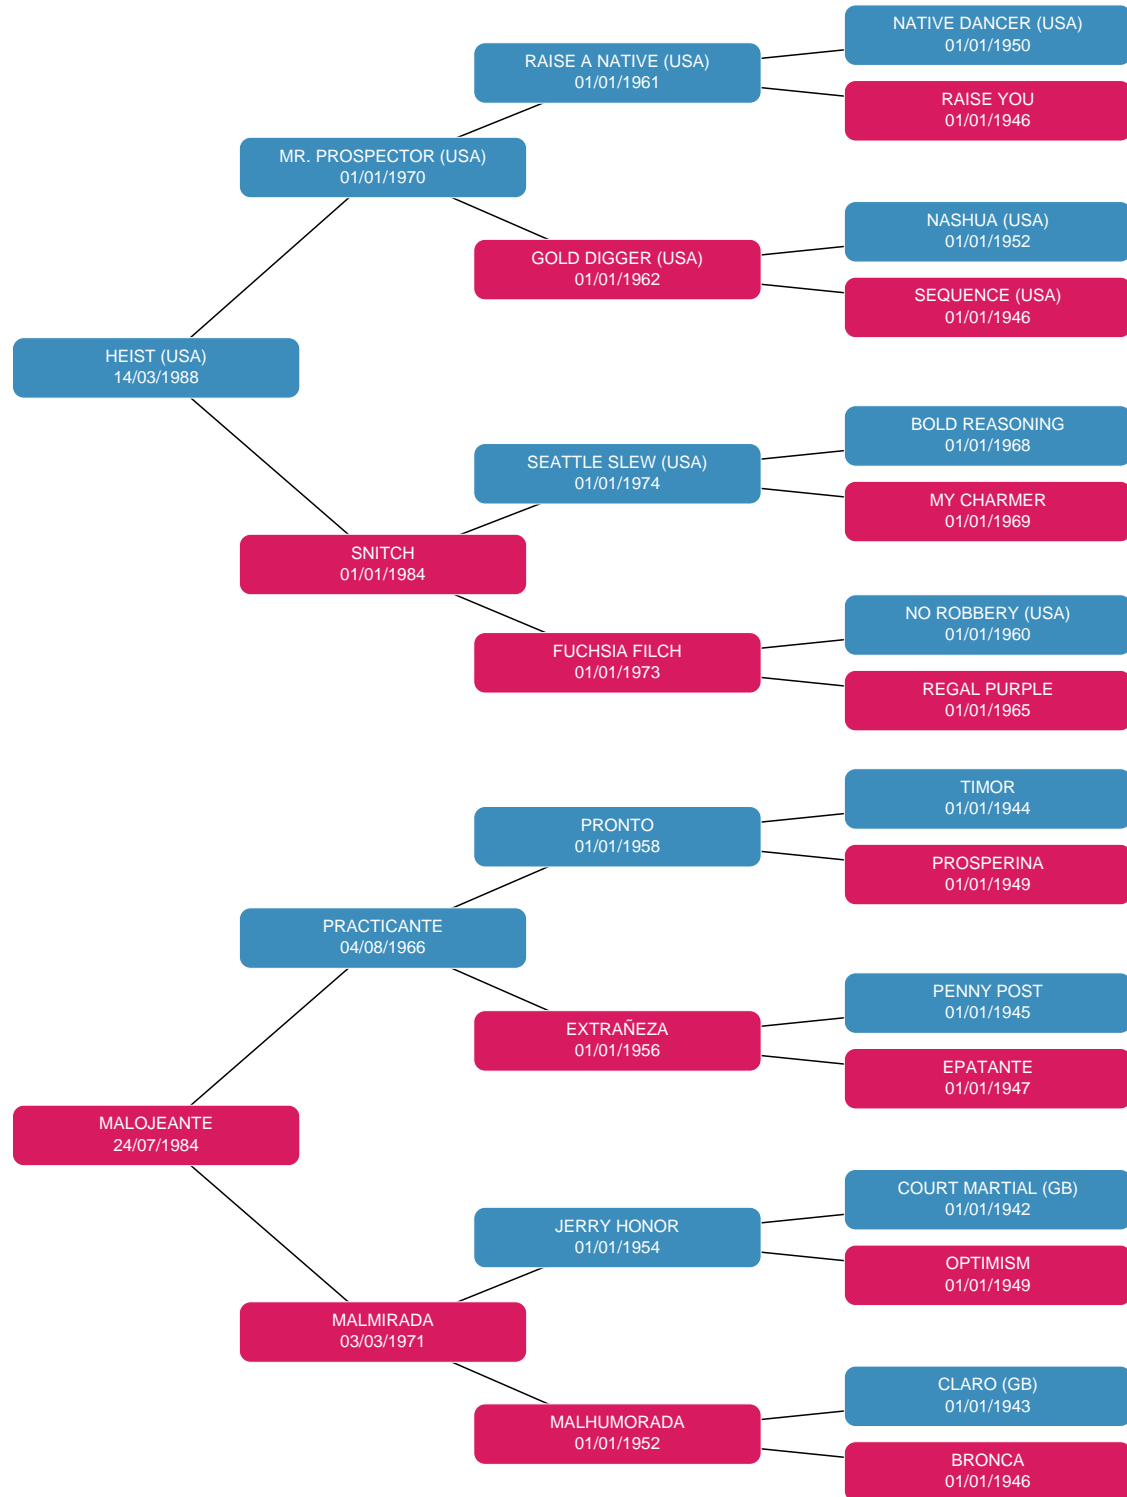 NATIVE DANCER (USA)
01/01/1950
RAISE A NATIVE (USA)
01/01/1961
RAISE YOU
01/01/1946
MR. PROSPECTOR (USA)
01/01/1970
NASHUA (USA)
01/01/1952
GOLD DIGGER (USA)
01/01/1962
SEQUENCE (USA)
01/01/1946
HEIST (USA)
14/03/1988
BOLD REASONING
01/01/1968
SEATTLE SLEW (USA)
01/01/1974
MY CHARMER
01/01/1969
SNITCH
01/01/1984
NO ROBBERY (USA)
01/01/1960
FUCHSIA FILCH
01/01/1973
REGAL PURPLE
01/01/1965
TIMOR
01/01/1944
PRONTO
01/01/1958
PROSPERINA
01/01/1949
PRACTICANTE
04/08/1966
PENNY POST
01/01/1945
EXTRAÑEZA
01/01/1956
EPATANTE
01/01/1947
MALOJEANTE
24/07/1984
COURT MARTIAL (GB)
01/01/1942
JERRY HONOR
01/01/1954
OPTIMISM
01/01/1949
MALMIRADA
03/03/1971
CLARO (GB)
01/01/1943
MALHUMORADA
01/01/1952
BRONCA
01/01/1946